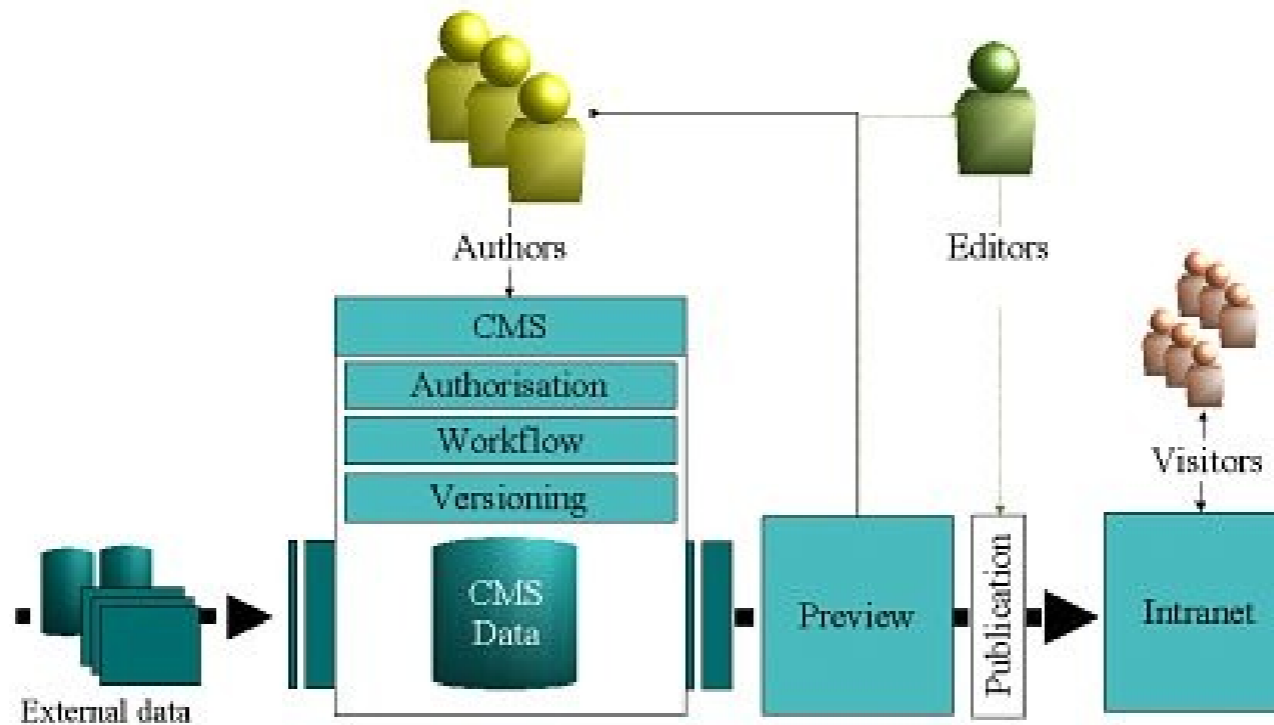 Authors
Editors
CMS
Authorisation
Workflow
Versioning
Visitors
CMS
Data
Preview
Publication
Intranet
External data